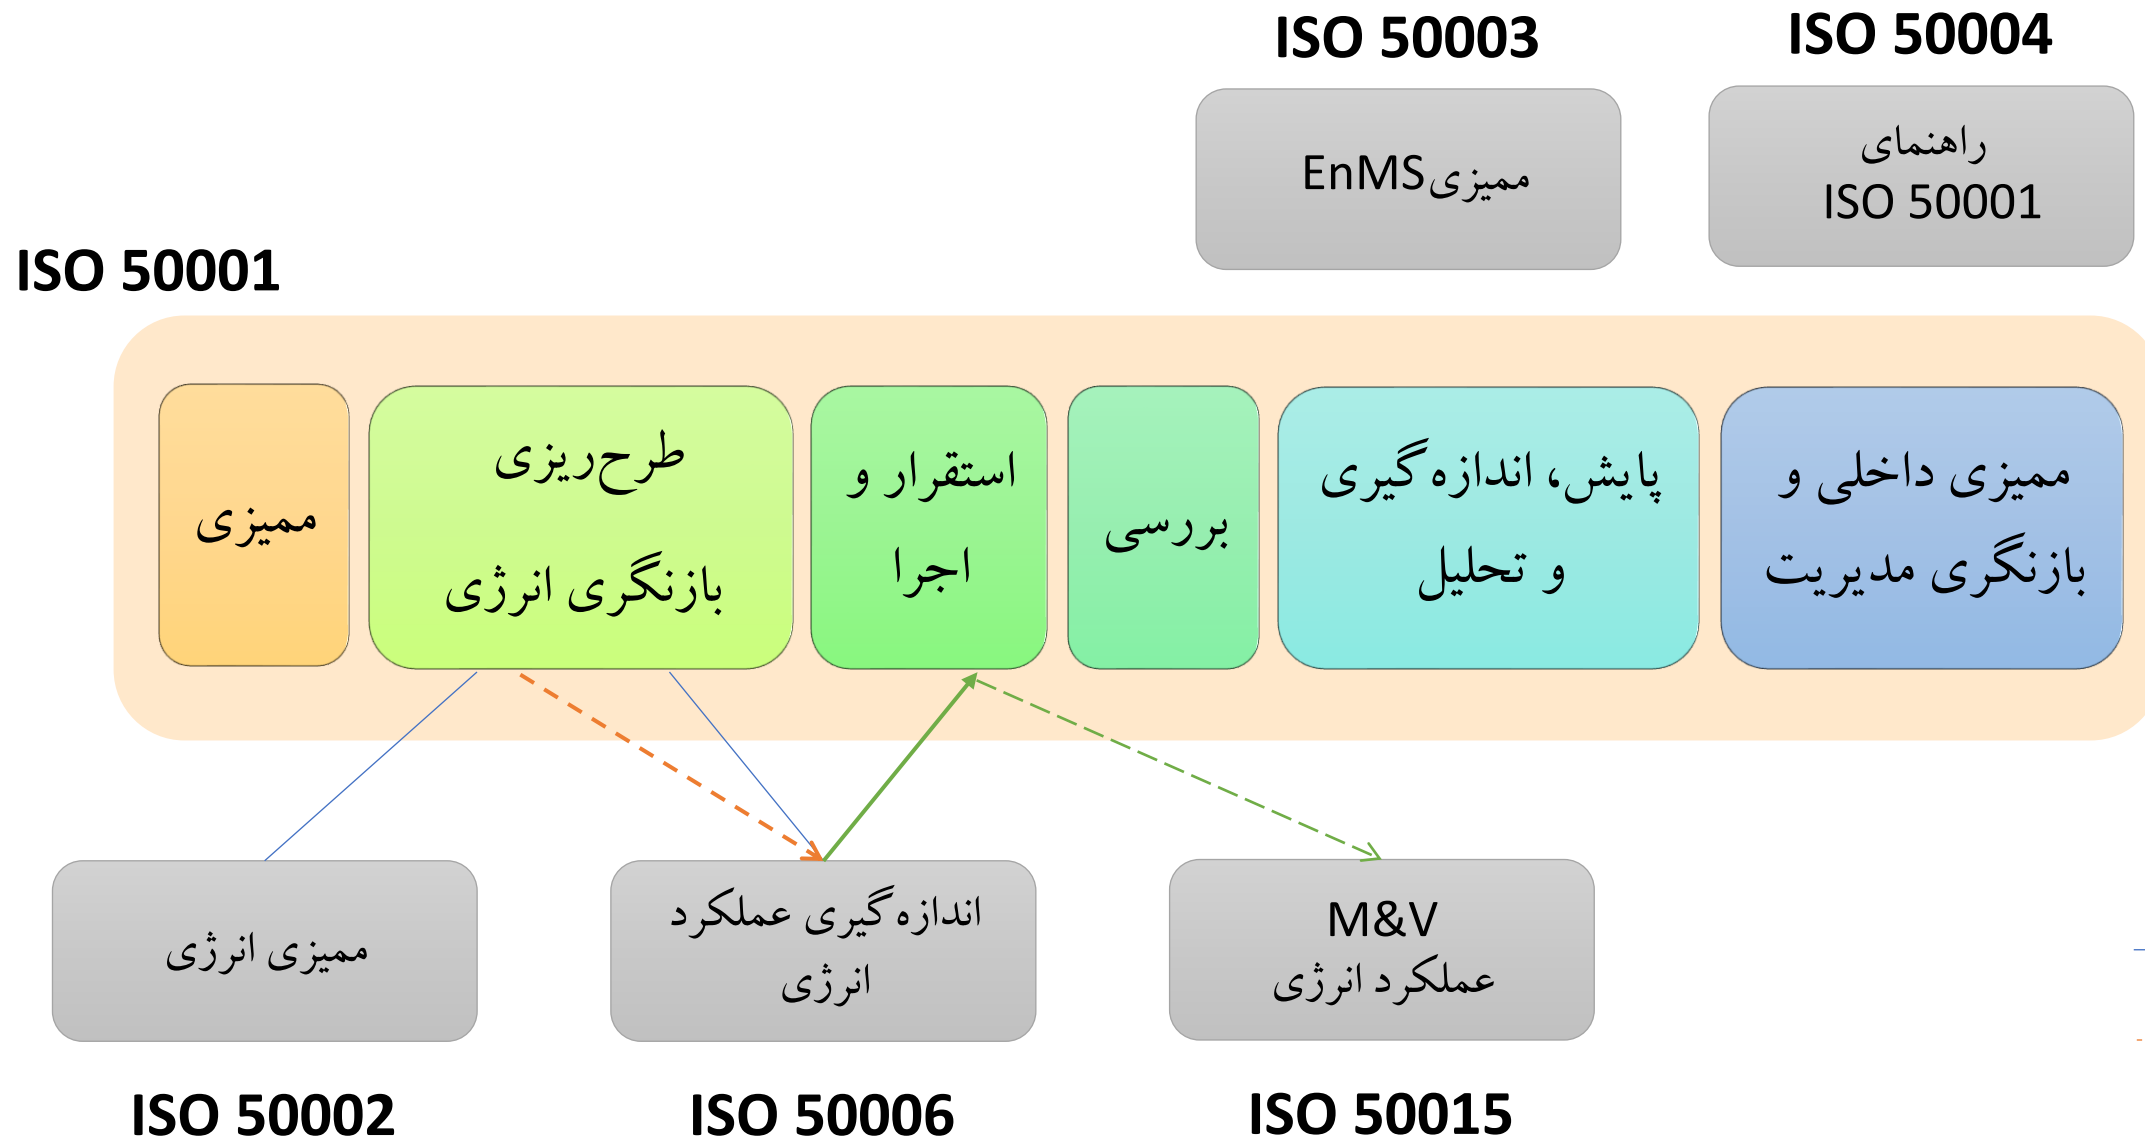 ISO 50003
ISO 50004
ممیزی EnMS
راهنمای
ISO 50001
ISO 50001
ممیزی
طرح‌ریزی
بازنگری انرژی
استقرار و
اجرا
بررسی
پایش، اندازه‌گیری
و تحلیل
ممیزی داخلی و
بازنگری مدیریت
ممیزی انرژی
اندازه‌گیری عملکرد
انرژی
M&V
عملکرد انرژی
ISO 50002
ISO 50006
ISO 50015